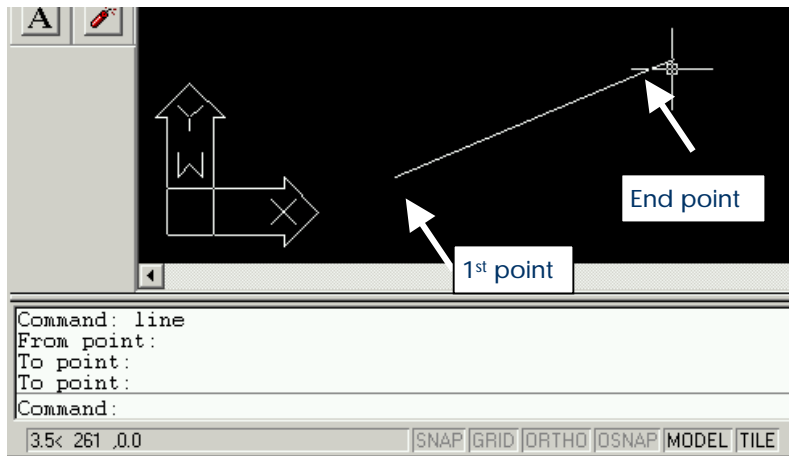 A
Y
W
X
End point
1st point
Command: line
From point:
To point:
To point:
Command:
3.5< 261 ,0.0 SNAP GRID ORTHO OSNAP MODEL TILE